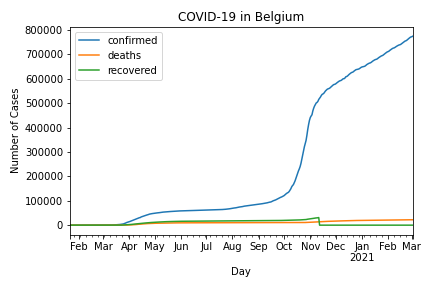 COVID-19 in Belgium
800000
700000
600000
500000
400000
300000
200000
100000
0
Number of Cases
confirmed
deaths
recovered
Feb Mar Apr May Jun Jul Aug Sep Oct Nov Dec Jan Feb Mar
2021
Day